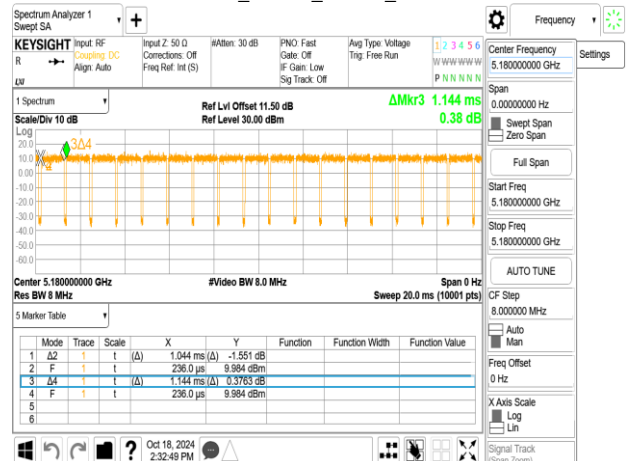 Spectrum Analyzer 1
Swept SA
+
Frequency
KEYSIGHT
R
LXI
Input: RF
Coupling: DC
Align: Auto
Input Z: 50 Ω
Corrections: Off
Freq Ref: Int (S)
#Atten: 30 dB
PNO: Fast
Gate: Off
IF Gain: Low
Sig Track: Off
Avg Type: Voltage
Trig: Free Run
1 2 3 4 5 6
W W W W W W
P N N N N N
1 Spectrum
Scale/Div 10 dB
Ref Lvl Offset 11.50 dB
Ref Level 30.00 dBm
ΔMkr3 1.144 ms
0.38 dB
Log
20.0
10.0
0.00
-10.0
-20.0
-30.0
-40.0
-50.0
-60.0
3Δ4
Center 5.180000000 GHz
Res BW 8 MHz
#Video BW 8.0 MHz
Span 0 Hz
Sweep 20.0 ms (10001 pts)
5 Marker Table
Mode Trace Scale X Y Function Function Width Function Value
1 Δ2 1 t (Δ) 1.044 ms (Δ) -1.551 dB
2 F 1 t 236.0 µs 9.984 dBm
3 Δ4 1 t (Δ) 1.144 ms (Δ) 0.3763 dB
4 F 1 t 236.0 µs 9.984 dBm
5
6
?
Oct 18, 2024
2:32:49 PM
Center Frequency
5.180000000 GHz
Settings
Span
0.00000000 Hz
Swept Span
Zero Span
Full Span
Start Freq
5.180000000 GHz
Stop Freq
5.180000000 GHz
AUTO TUNE
CF Step
8.000000 MHz
Auto
Man
Freq Offset
0 Hz
X Axis Scale
Log
Lin
Signal Track
(Span Zoom)